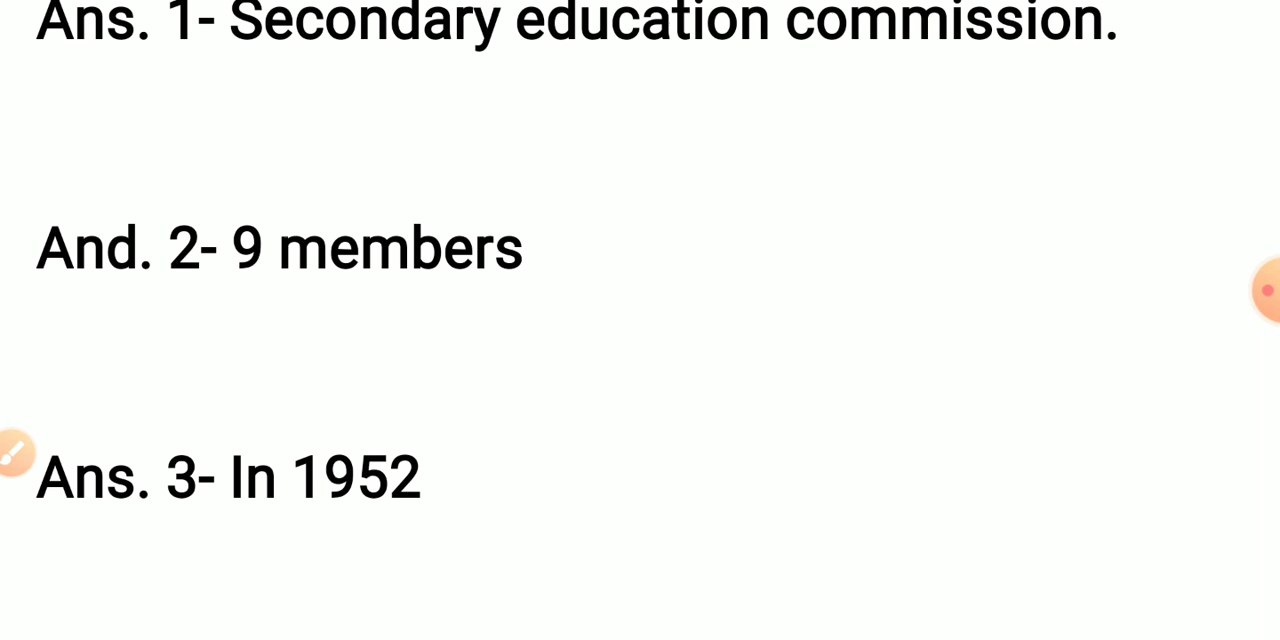 Ans. 1- Secondary education commission.
And. 2- 9 members
Ans. 3- In 1952